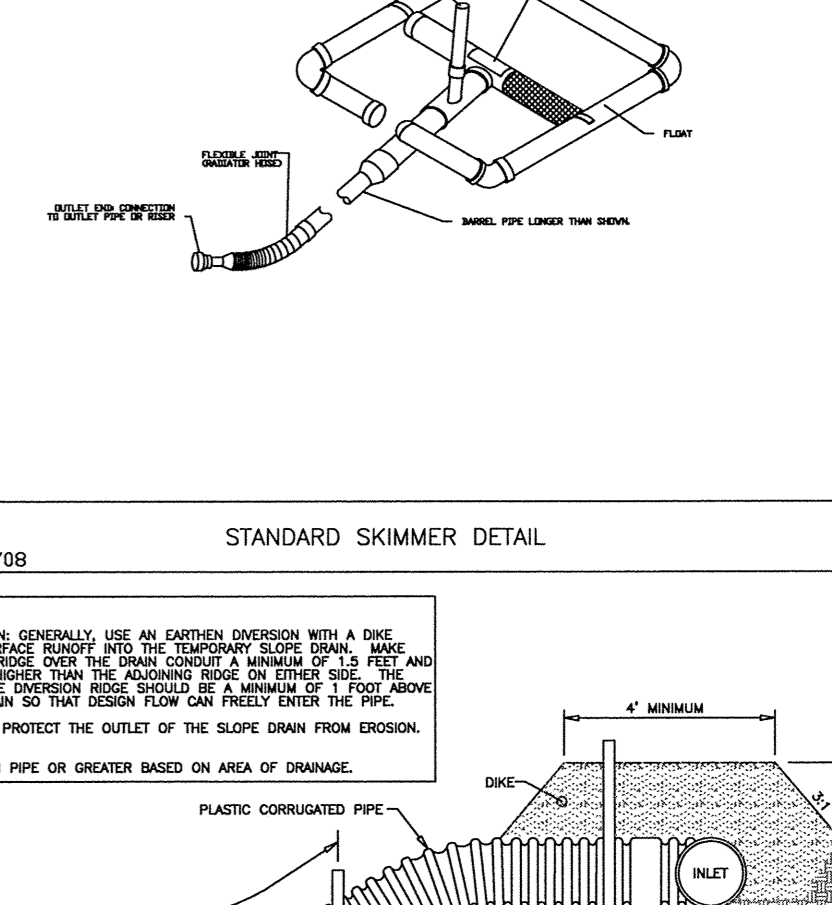 FLOAT
FLEXIBLE JOINT
(RADIATOR HOSE)
OUTLET END: CONNECTION
TO OUTLET PIPE OR RISER
BARREL PIPE LONGER THAN SHOWN.
STANDARD SKIMMER DETAIL
/08
N: GENERALLY, USE AN EARTHEN DIVERSION WITH A DIKE
RFACE RUNOFF INTO THE TEMPORARY SLOPE DRAIN. MAKE
RIDGE OVER THE DRAIN CONDUIT A MINIMUM OF 1.5 FEET AND
HIGHER THAN THE ADJOINING RIDGE ON EITHER SIDE. THE
E DIVERSION RIDGE SHOULD BE A MINIMUM OF 1 FOOT ABOVE
IN SO THAT DESIGN FLOW CAN FREELY ENTER THE PIPE.
PROTECT THE OUTLET OF THE SLOPE DRAIN FROM EROSION.
PIPE OR GREATER BASED ON AREA OF DRAINAGE.
4' MINIMUM
DIKE
3:1
PLASTIC CORRUGATED PIPE
INLET